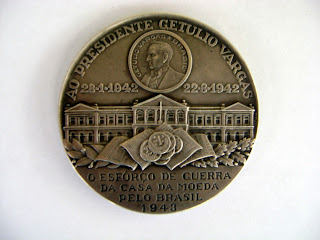 AO PRESIDENTE GETULIO VARGAS
23-1-1942 22-8-1942
O ESFORÇO DE GUERRA
DA CASA DA MOEDA
PELO BRASIL
1943